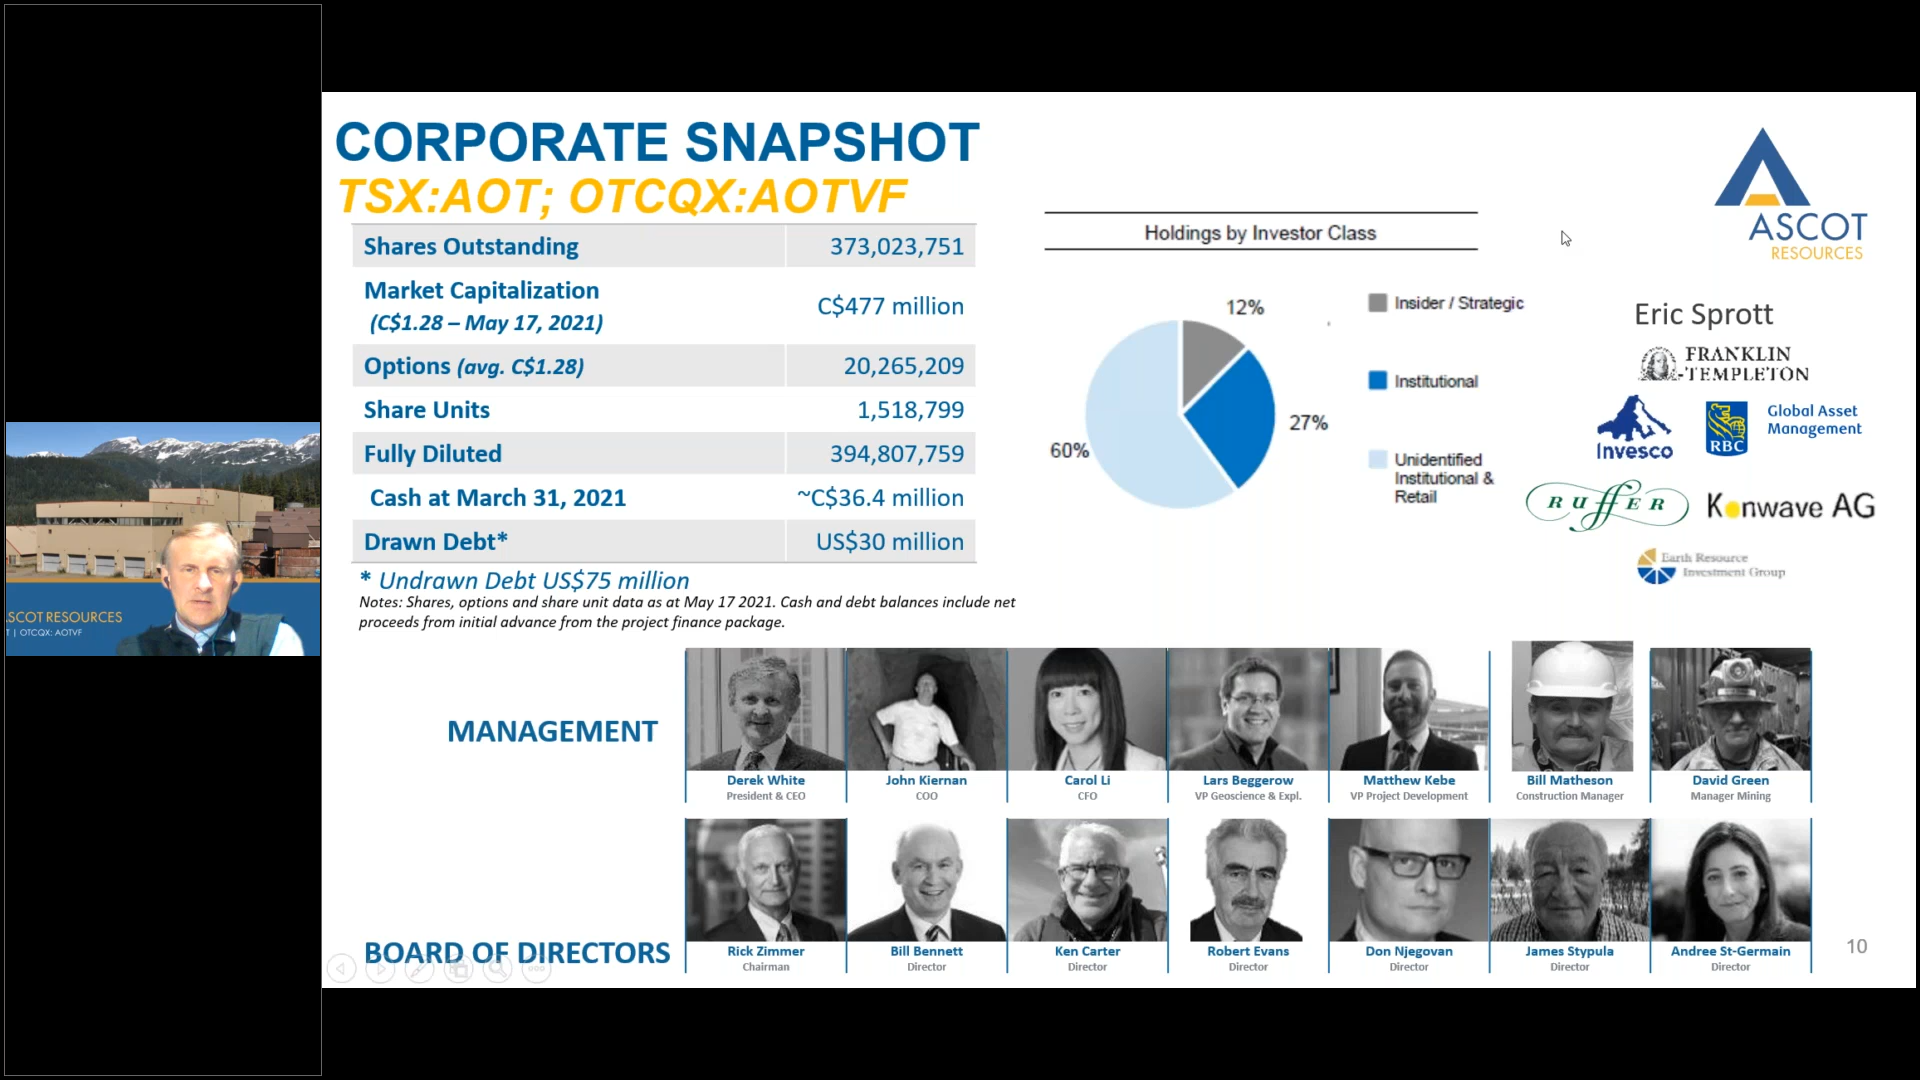 CORPORATE SNAPSHOT
TSX:AOT; OTCQX:AOTVF
Shares Outstanding 373,023,751
Market Capitalization
(C$1.28 – May 17, 2021) C$477 million
Options (avg. C$1.28) 20,265,209
Share Units 1,518,799
Fully Diluted 394,807,759
Cash at March 31, 2021 ~C$36.4 million
Drawn Debt* US$30 million
* Undrawn Debt US$75 million
Notes: Shares, options and share unit data as at May 17 2021. Cash and debt balances include net
proceeds from initial advance from the project finance package.
Holdings by Investor Class
12%
27%
60%
Insider / Strategic
Institutional
Unidentified
Institutional &
Retail
ASCOT
RESOURCES
Eric Sprott
FRANKLIN
TEMPLETON
Invesco
RBC
Global Asset
Management
RUFFER
Konwave AG
Earth Resource
Investment Group
SCOT RESOURCES
T | OTCQX: AOTVF
MANAGEMENT
Derek White
President & CEO
John Kiernan
COO
Carol Li
CFO
Lars Beggerow
VP Geoscience & Expl.
Matthew Kebe
VP Project Development
Bill Matheson
Construction Manager
David Green
Manager Mining
BOARD OF DIRECTORS
Rick Zimmer
Chairman
Bill Bennett
Director
Ken Carter
Director
Robert Evans
Director
Don Njegovan
Director
James Stypula
Director
Andree St-Germain
Director
10